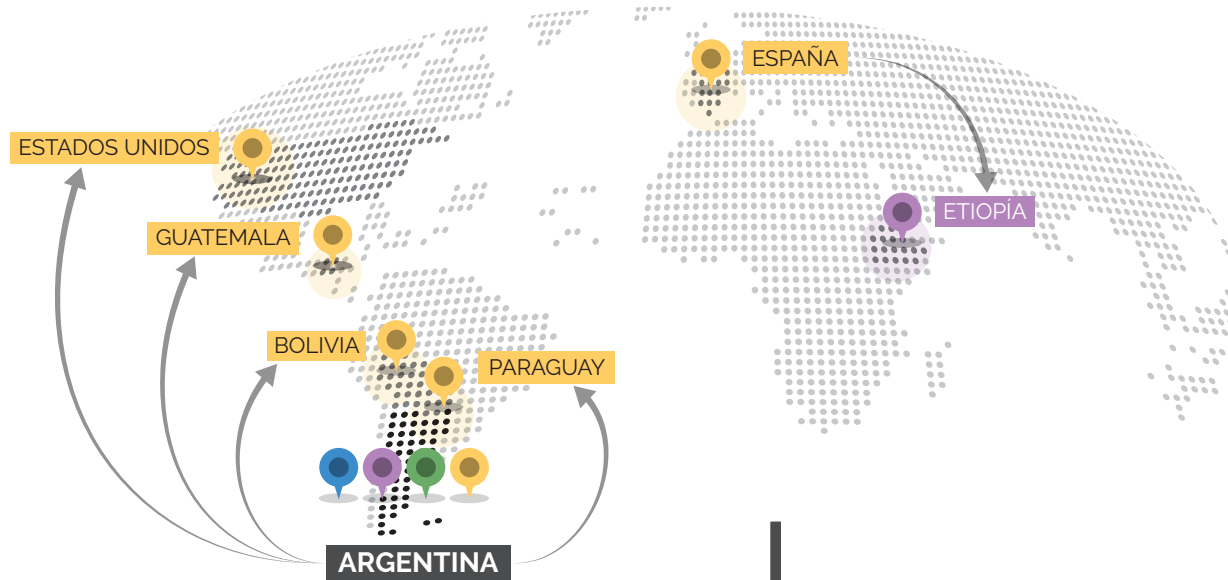 ESPAÑA
ESTADOS UNIDOS
ETIOPÍA
GUATEMALA
BOLIVIA
PARAGUAY
ARGENTINA